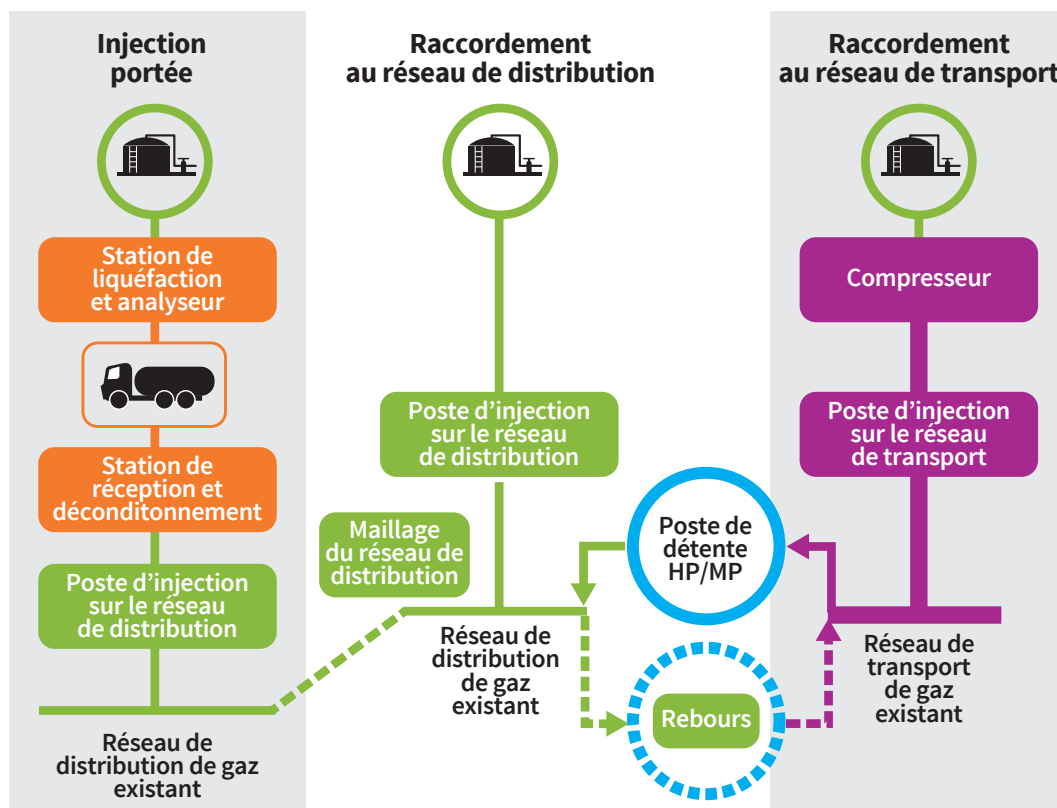 Injection
portée
Station de
liquéfaction
et analyseur
Station de
réception et
déconditonnement
Poste d'injection
sur le réseau
de distribution
Réseau de
distribution de gaz
existant
Raccordement
au réseau de distribution
Poste d'injection
sur le réseau
de distribution
Maillage
du réseau de
distribution
Réseau de
distribution
de gaz
existant
Poste de
détente
HP/MP
Rebours
Raccordement
au réseau de transport
Compresseur
Poste d'injection
sur le réseau
de transport
Réseau de
transport
de gaz
existant